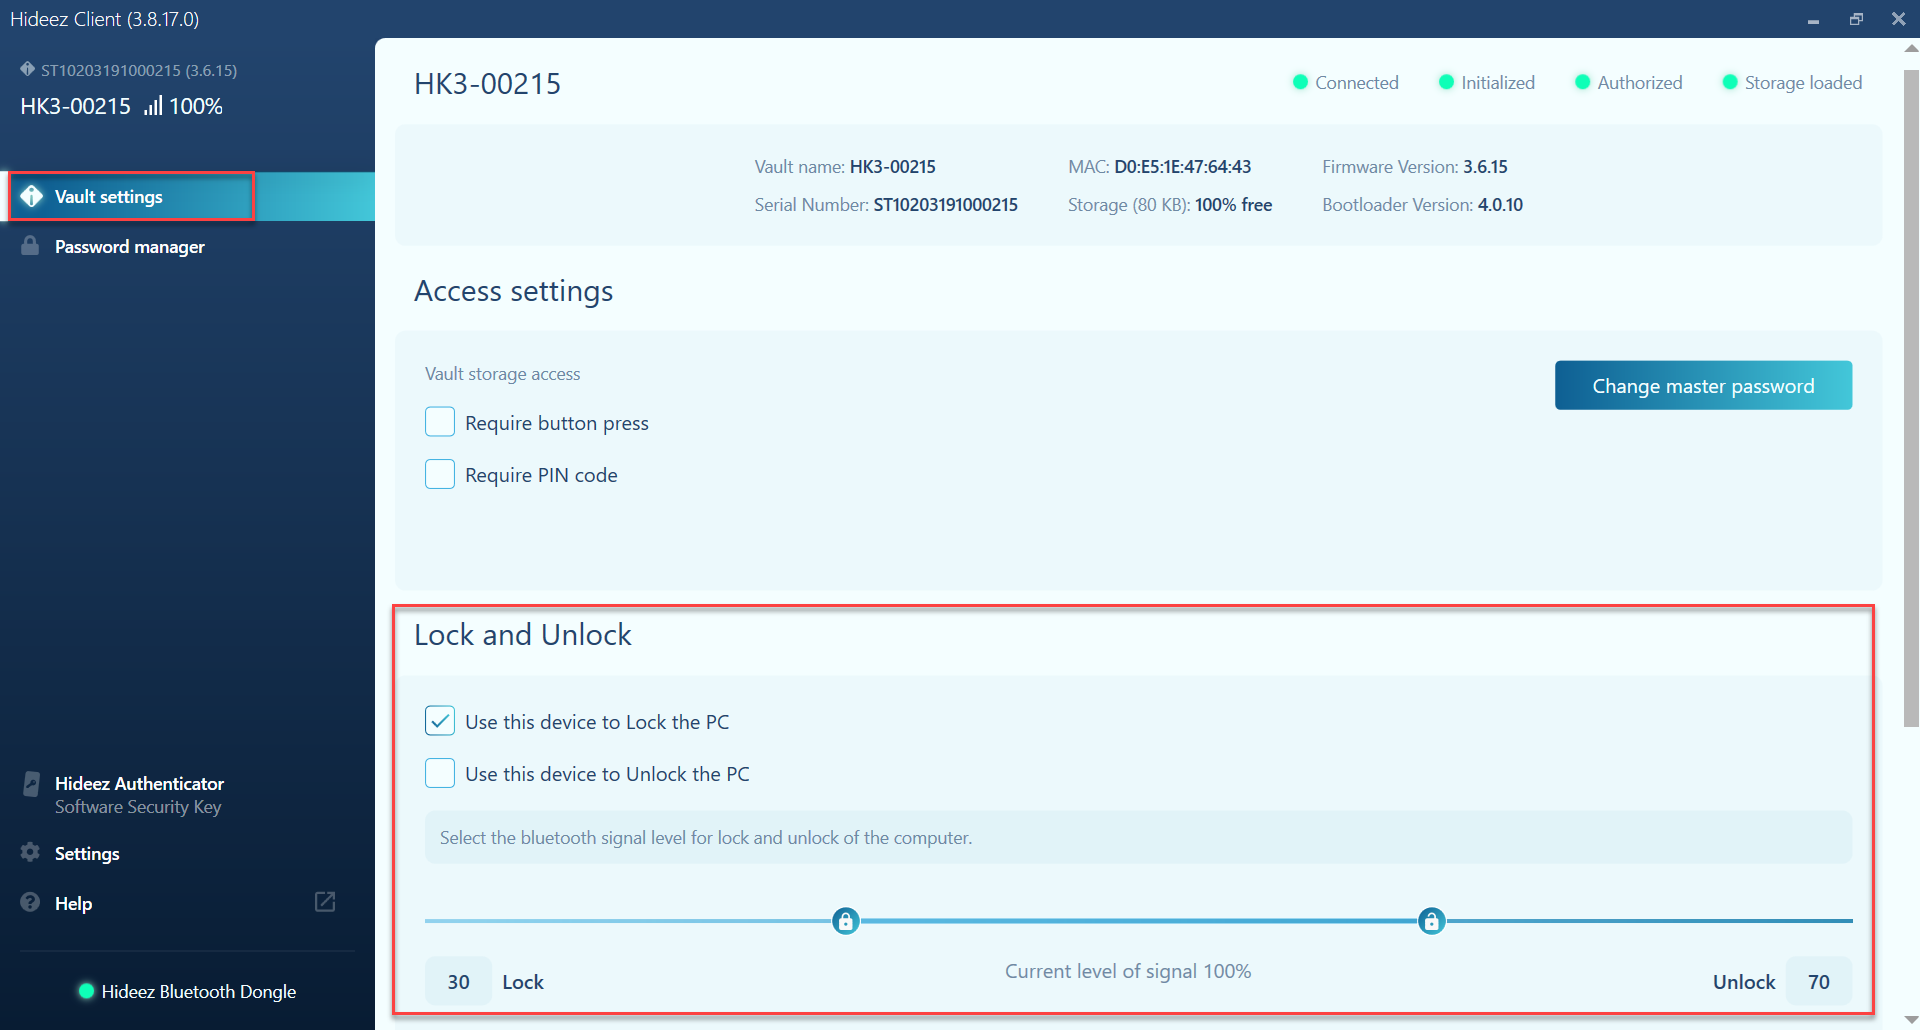 Hideez Client (3.8.17.0)
ST10203191000215 (3.6.15)
HK3-00215 100%
Vault settings
Password manager
Hideez Authenticator
Software Security Key
Settings
Help
Hideez Bluetooth Dongle
HK3-00215
Connected Initialized Authorized Storage loaded
Vault name: HK3-00215 MAC: D0:E5:1E:47:64:43 Firmware Version: 3.6.15
Serial Number: ST10203191000215 Storage (80 KB): 100% free Bootloader Version: 4.0.10
Access settings
Vault storage access
Change master password
Require button press
Require PIN code
Lock and Unlock
Use this device to Lock the PC
Use this device to Unlock the PC
Select the bluetooth signal level for lock and unlock of the computer.
Current level of signal 100%
30 Lock Unlock 70